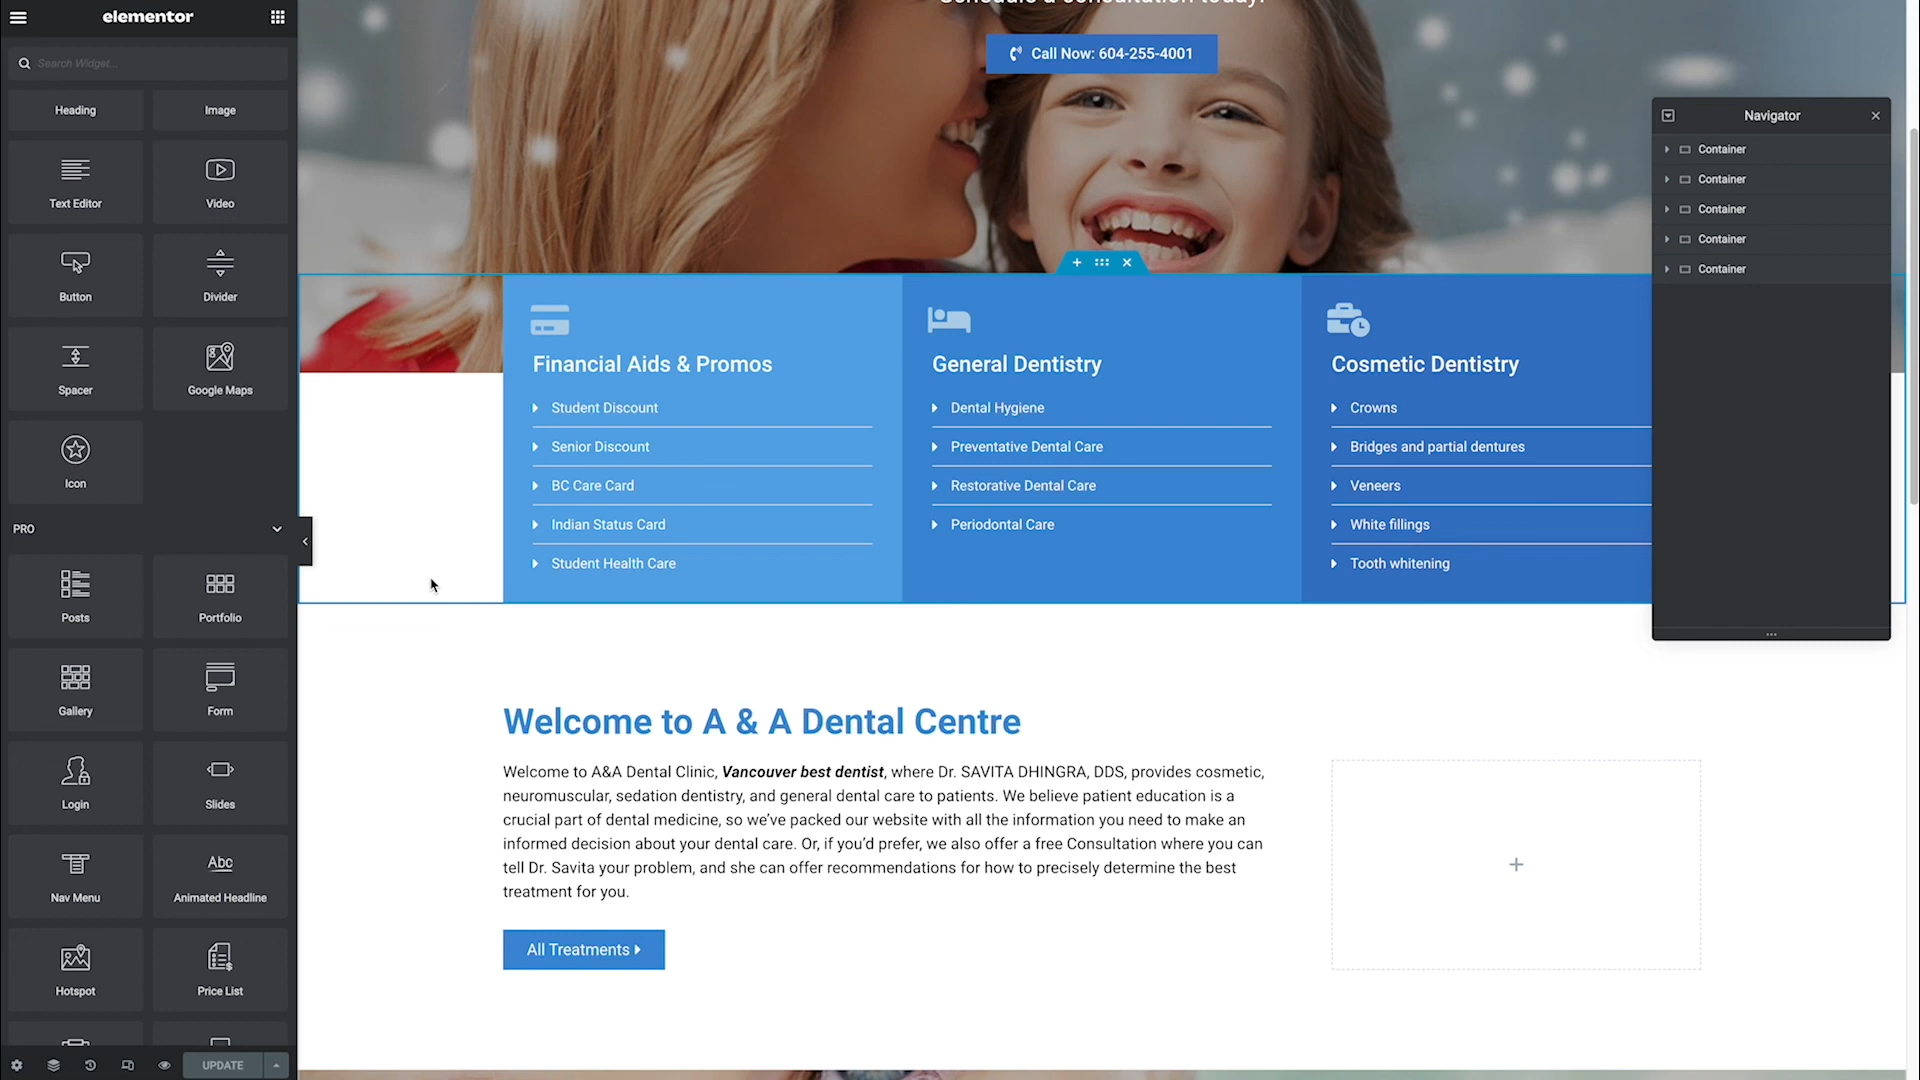 elementor
Search Widget...
Heading
Image
Text Editor
Video
Button
Divider
Spacer
Google Maps
Icon
PRO
Posts
Portfolio
Gallery
Form
Login
Slides
Nav Menu
Abc
Animated Headline
Hotspot
Price List
UPDATE
Schedule a consultation today!
Call Now: 604-255-4001
Financial Aids & Promos
Student Discount
Senior Discount
BC Care Card
Indian Status Card
Student Health Care
General Dentistry
Dental Hygiene
Preventative Dental Care
Restorative Dental Care
Periodontal Care
Cosmetic Dentistry
Crowns
Bridges and partial dentures
Veneers
White fillings
Tooth whitening
Navigator
Container
Container
Container
Container
Container
Welcome to A & A Dental Centre
Welcome to A&A Dental Clinic, Vancouver best dentist, where Dr. SAVITA DHINGRA, DDS, provides cosmetic,
neuromuscular, sedation dentistry, and general dental care to patients. We believe patient education is a
crucial part of dental medicine, so we’ve packed our website with all the information you need to make an
informed decision about your dental care. Or, if you’d prefer, we also offer a free Consultation where you can
tell Dr. Savita your problem, and she can offer recommendations for how to precisely determine the best
treatment for you.
All Treatments